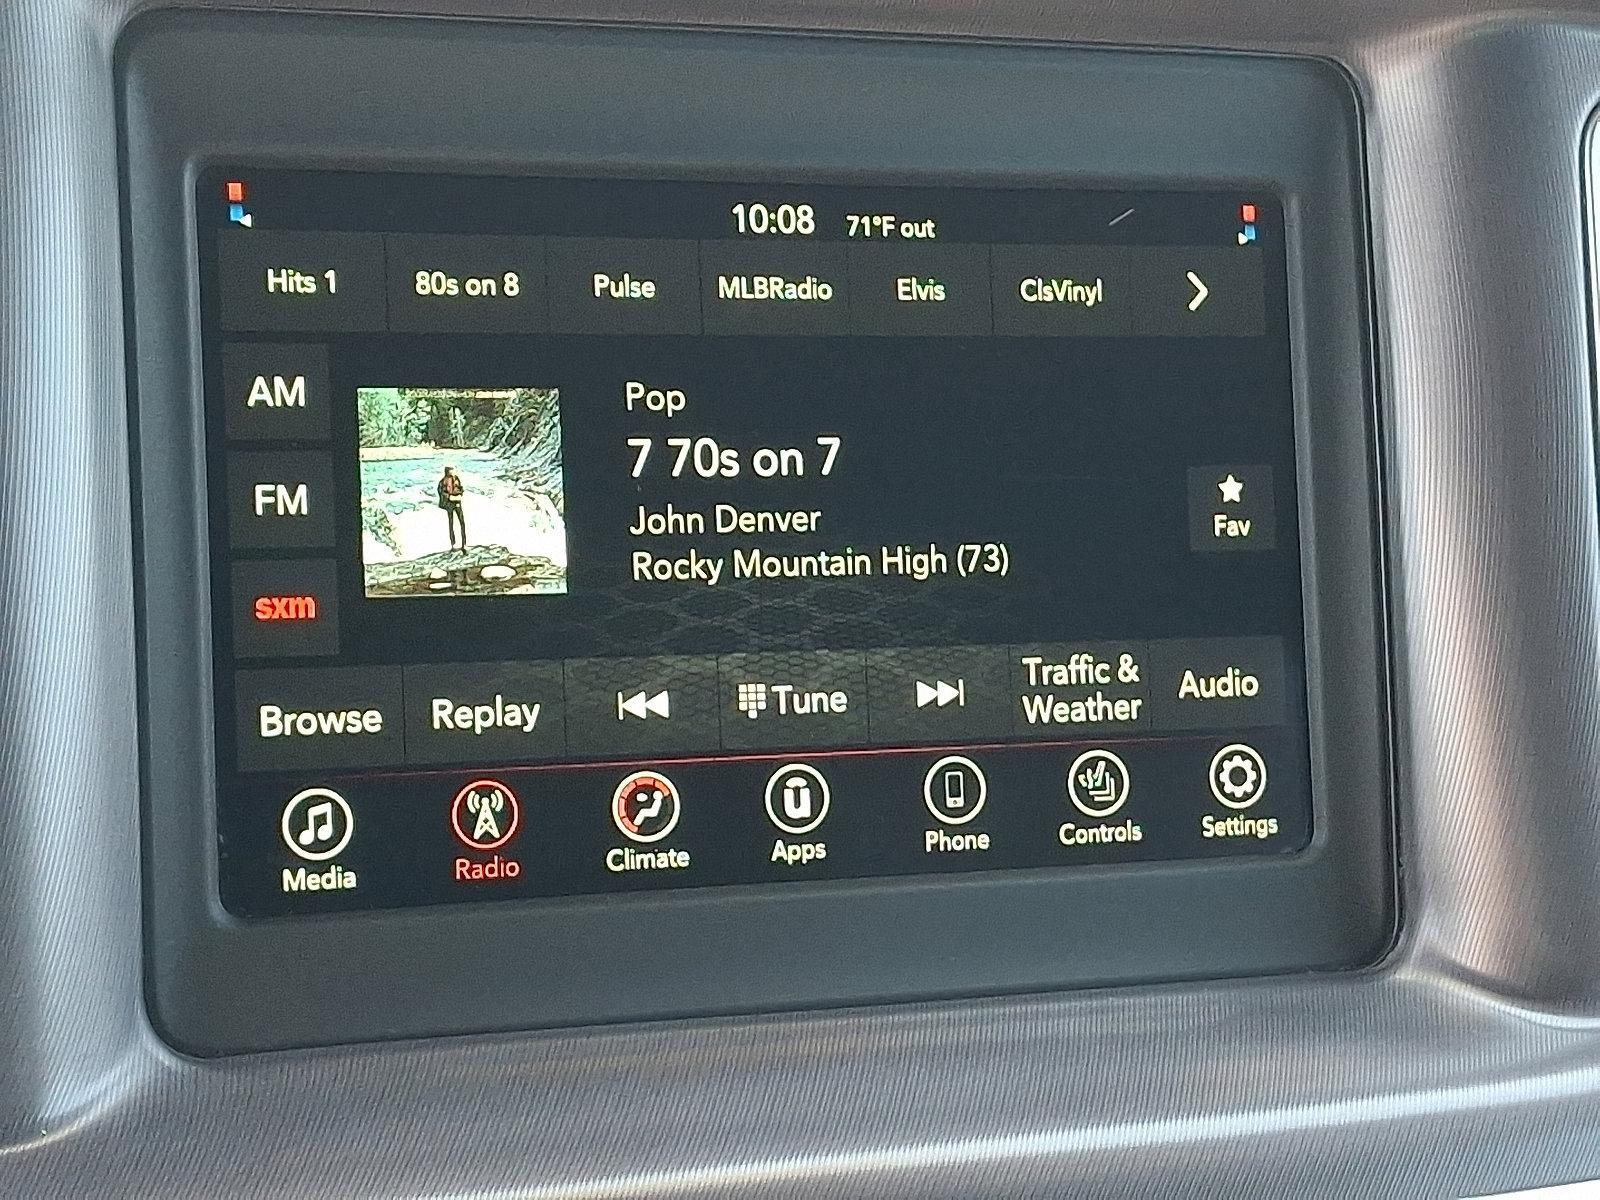 10:08 71°F out
Hits 1 80s on 8 Pulse MLBRadio Elvis ClsVinyl
AM
FM
sxm
Pop
7 70s on 7
John Denver
Rocky Mountain High (73)
Fav
Browse Replay Tune Traffic & Weather Audio
Media Radio Climate Apps Phone Controls Settings